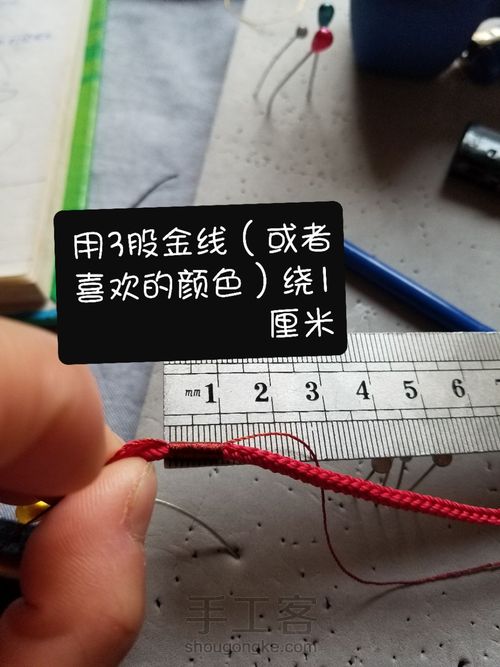 用3股金线（或者
喜欢的颜色）绕1
厘米
mm 1 2 3 4 5 6
手工客
shougongke.com